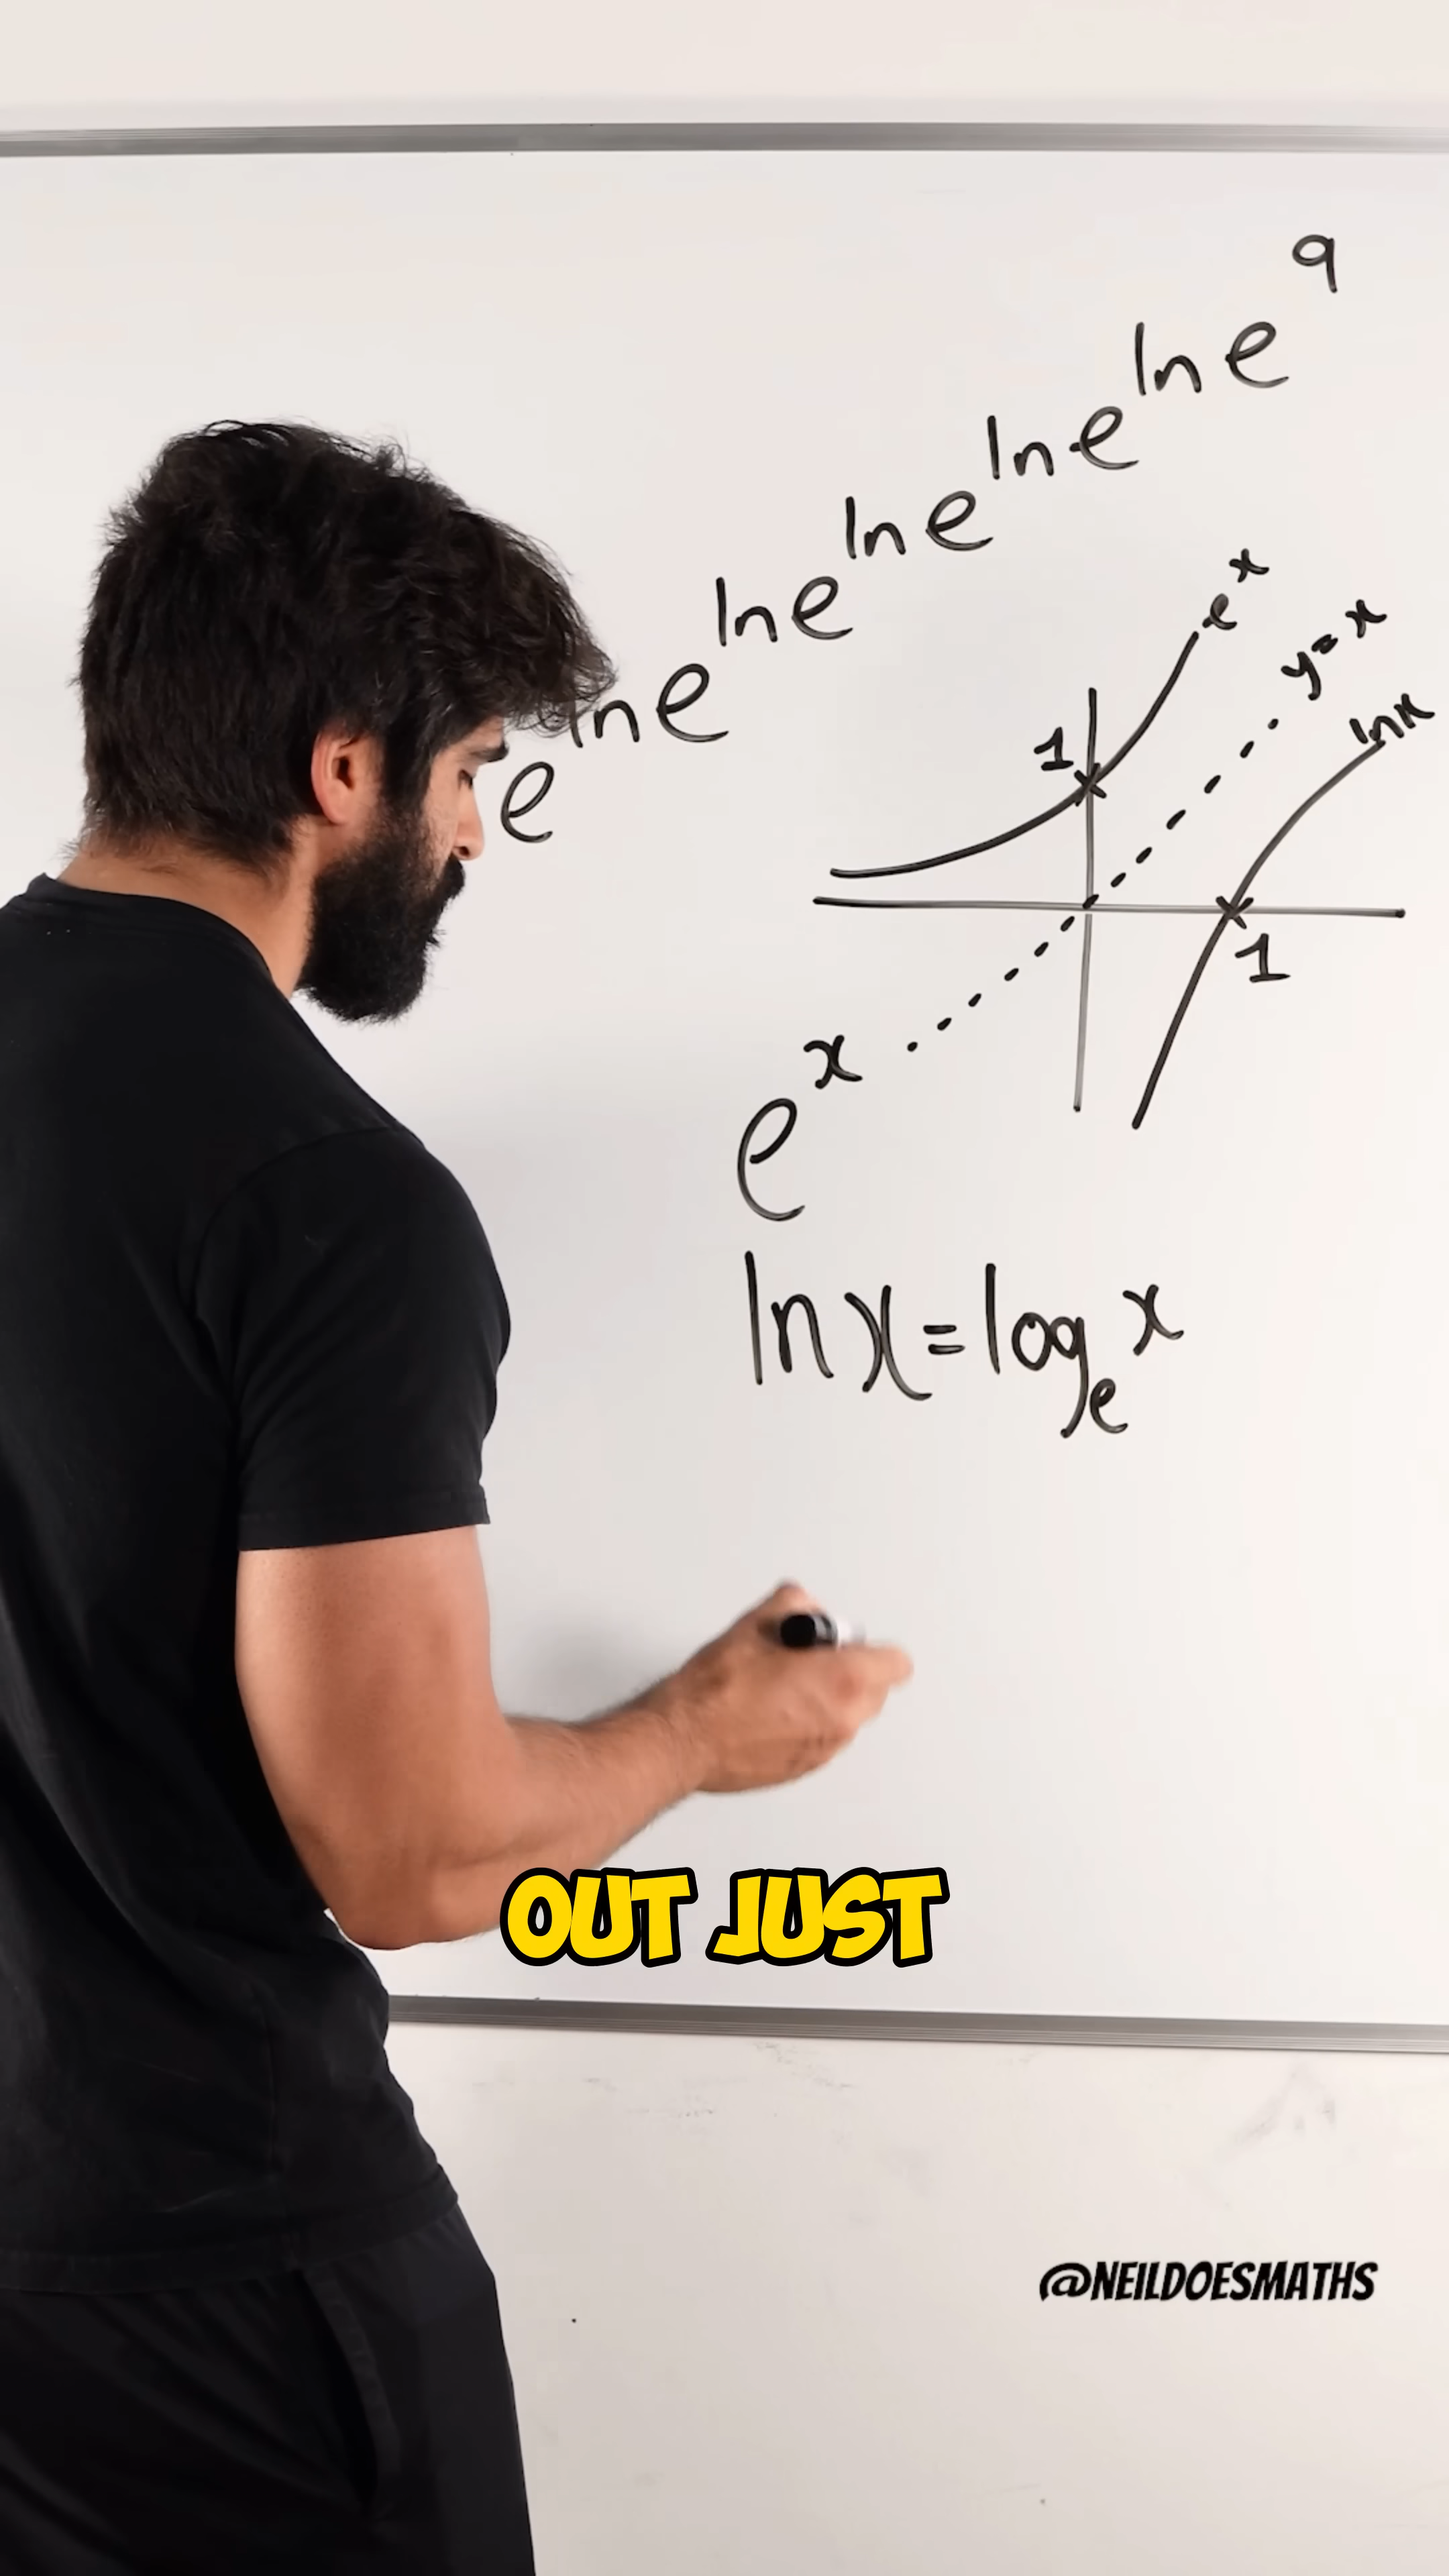 e^ln e^ln e^ln e^ln e^ln e^9
e^x
y=x
ln x
1
1
e^x
ln x = log_e x
OUT JUST
@NEILDOESMATHS